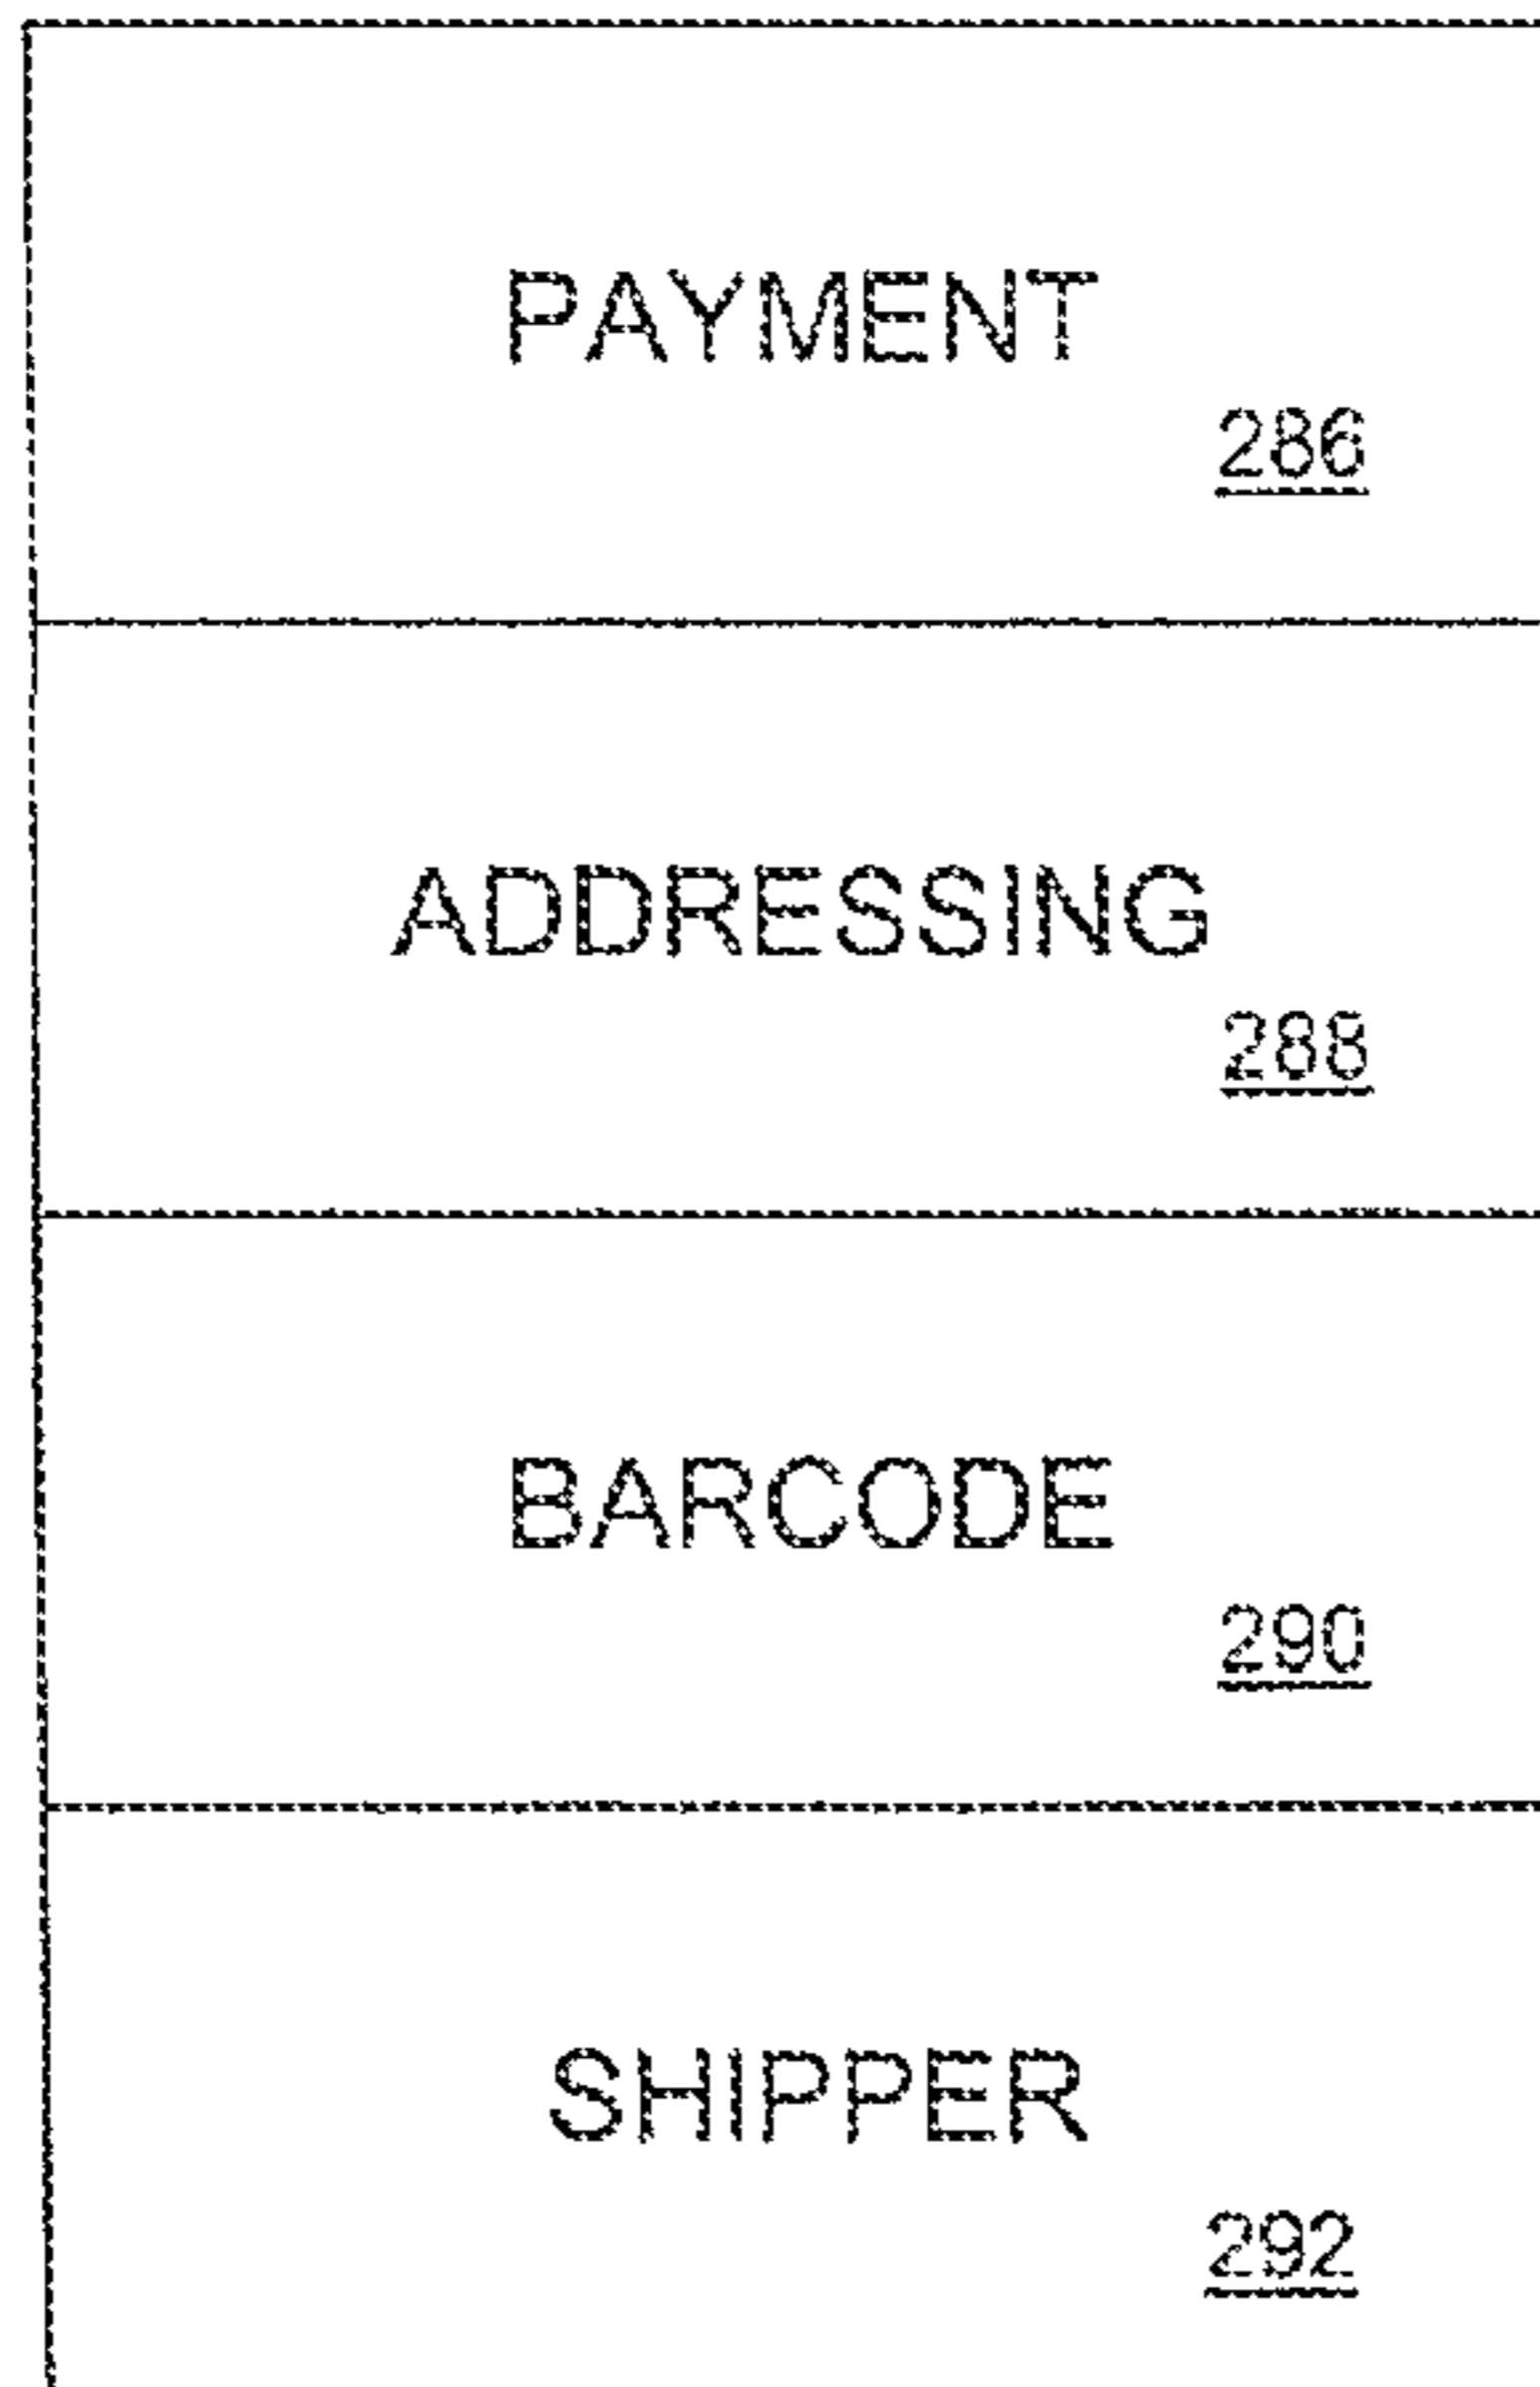 PAYMENT
286
ADDRESSING
288
BARCODE
290
SHIPPER
292